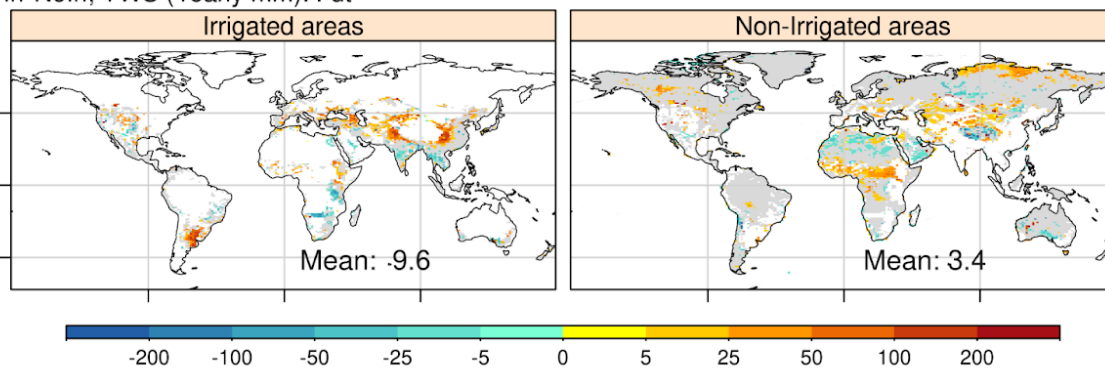 Irrigated areas
Non-Irrigated areas
Mean: -9.6
Mean: 3.4
-200 -100 -50 -25 -5 0 5 25 50 100 200